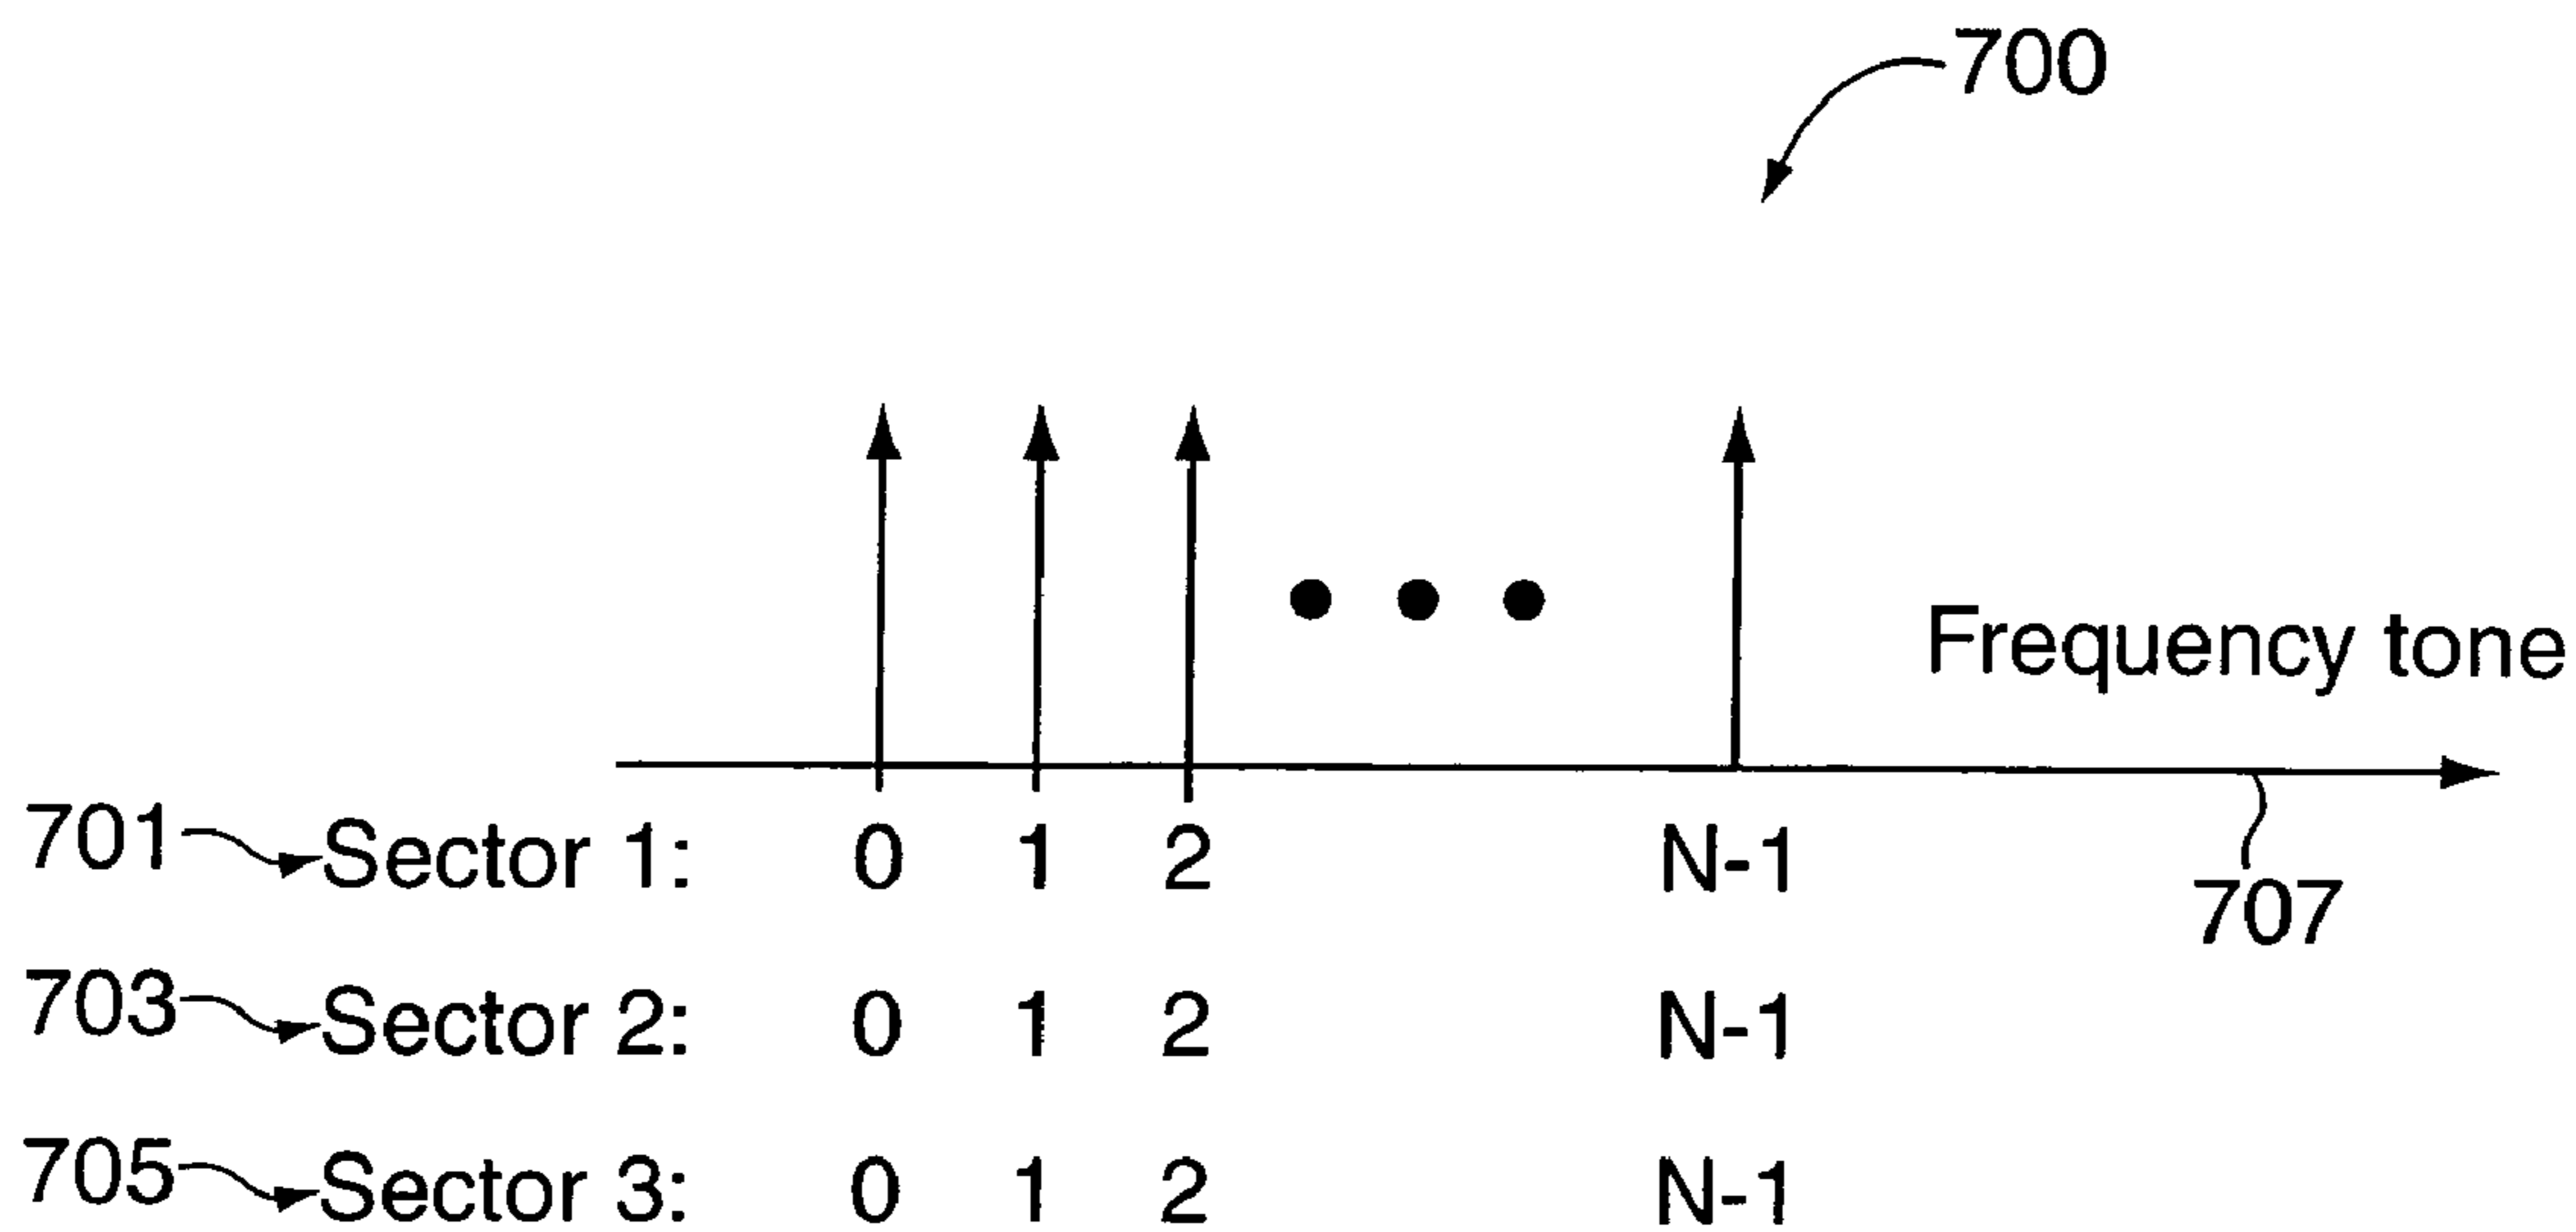 700
Frequency tone
701 Sector 1: 0 1 2 N-1
707
703 Sector 2: 0 1 2 N-1
705 Sector 3: 0 1 2 N-1